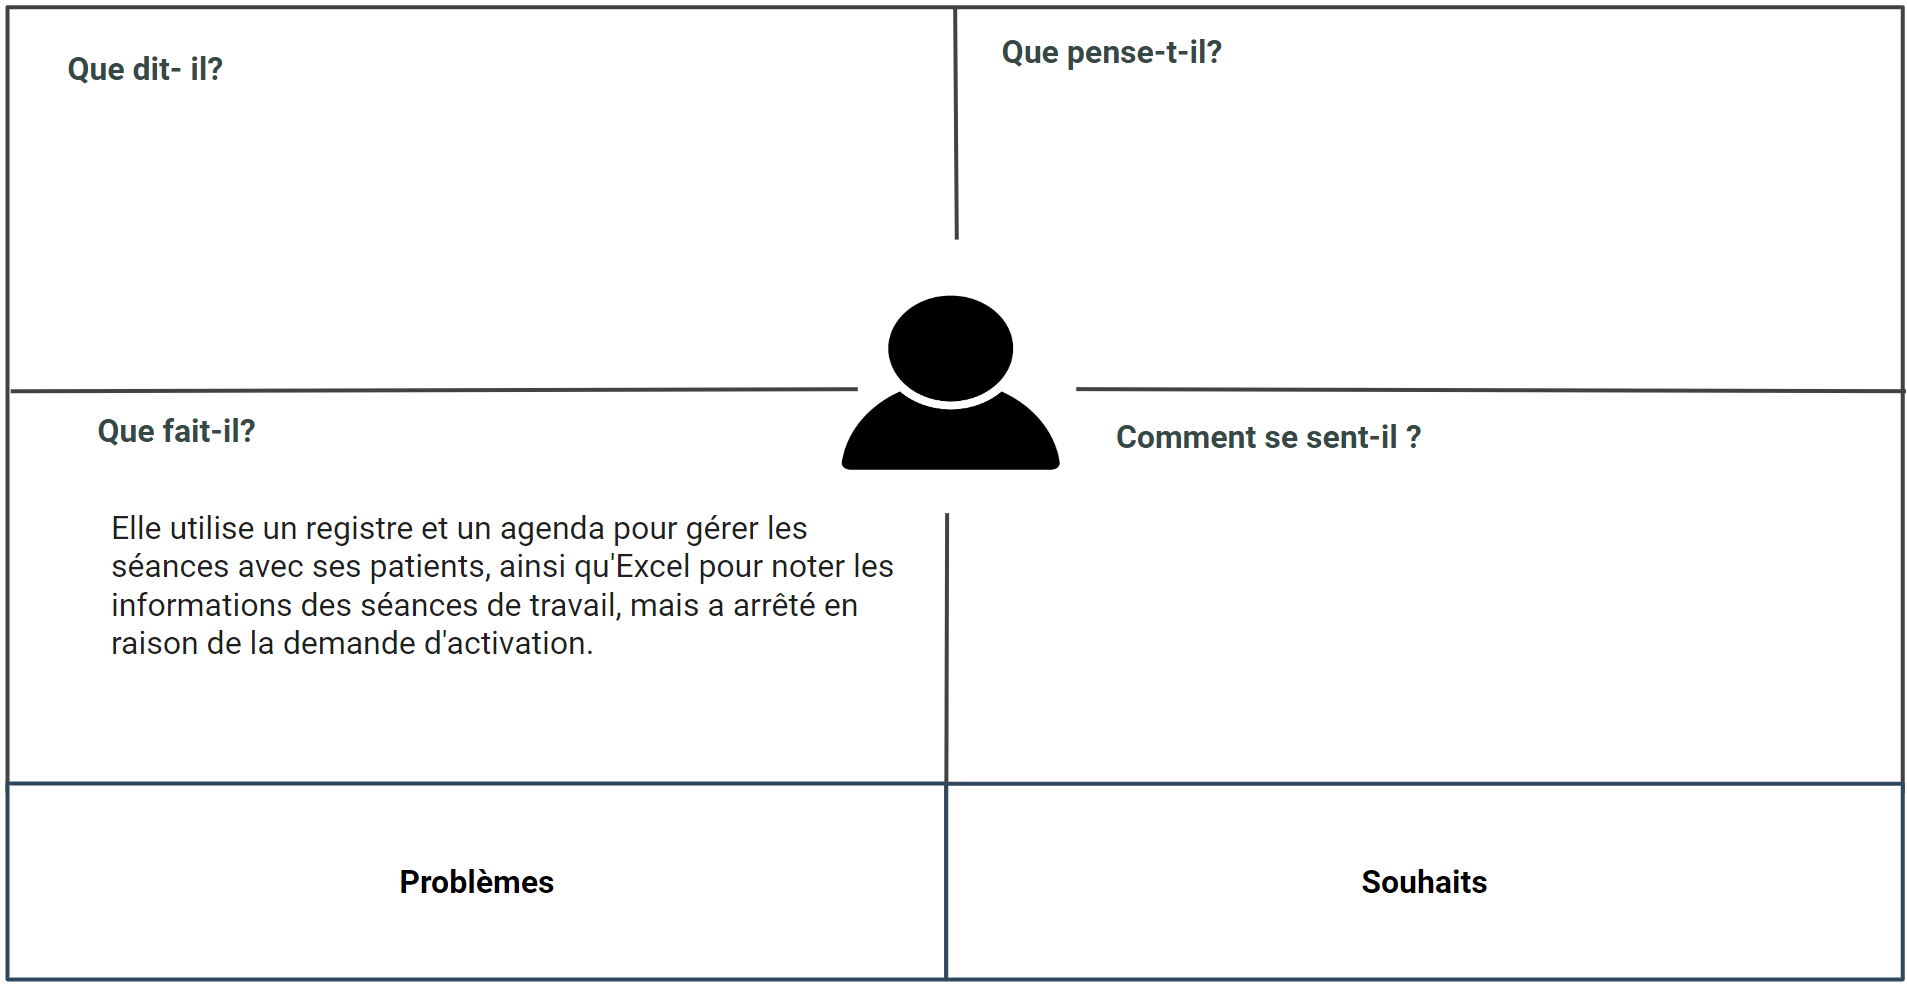 Que dit- il?
Que pense-t-il?
Que fait-il?
Elle utilise un registre et un agenda pour gérer les
séances avec ses patients, ainsi qu'Excel pour noter les
informations des séances de travail, mais a arrêté en
raison de la demande d'activation.
Comment se sent-il ?
Problèmes
Souhaits